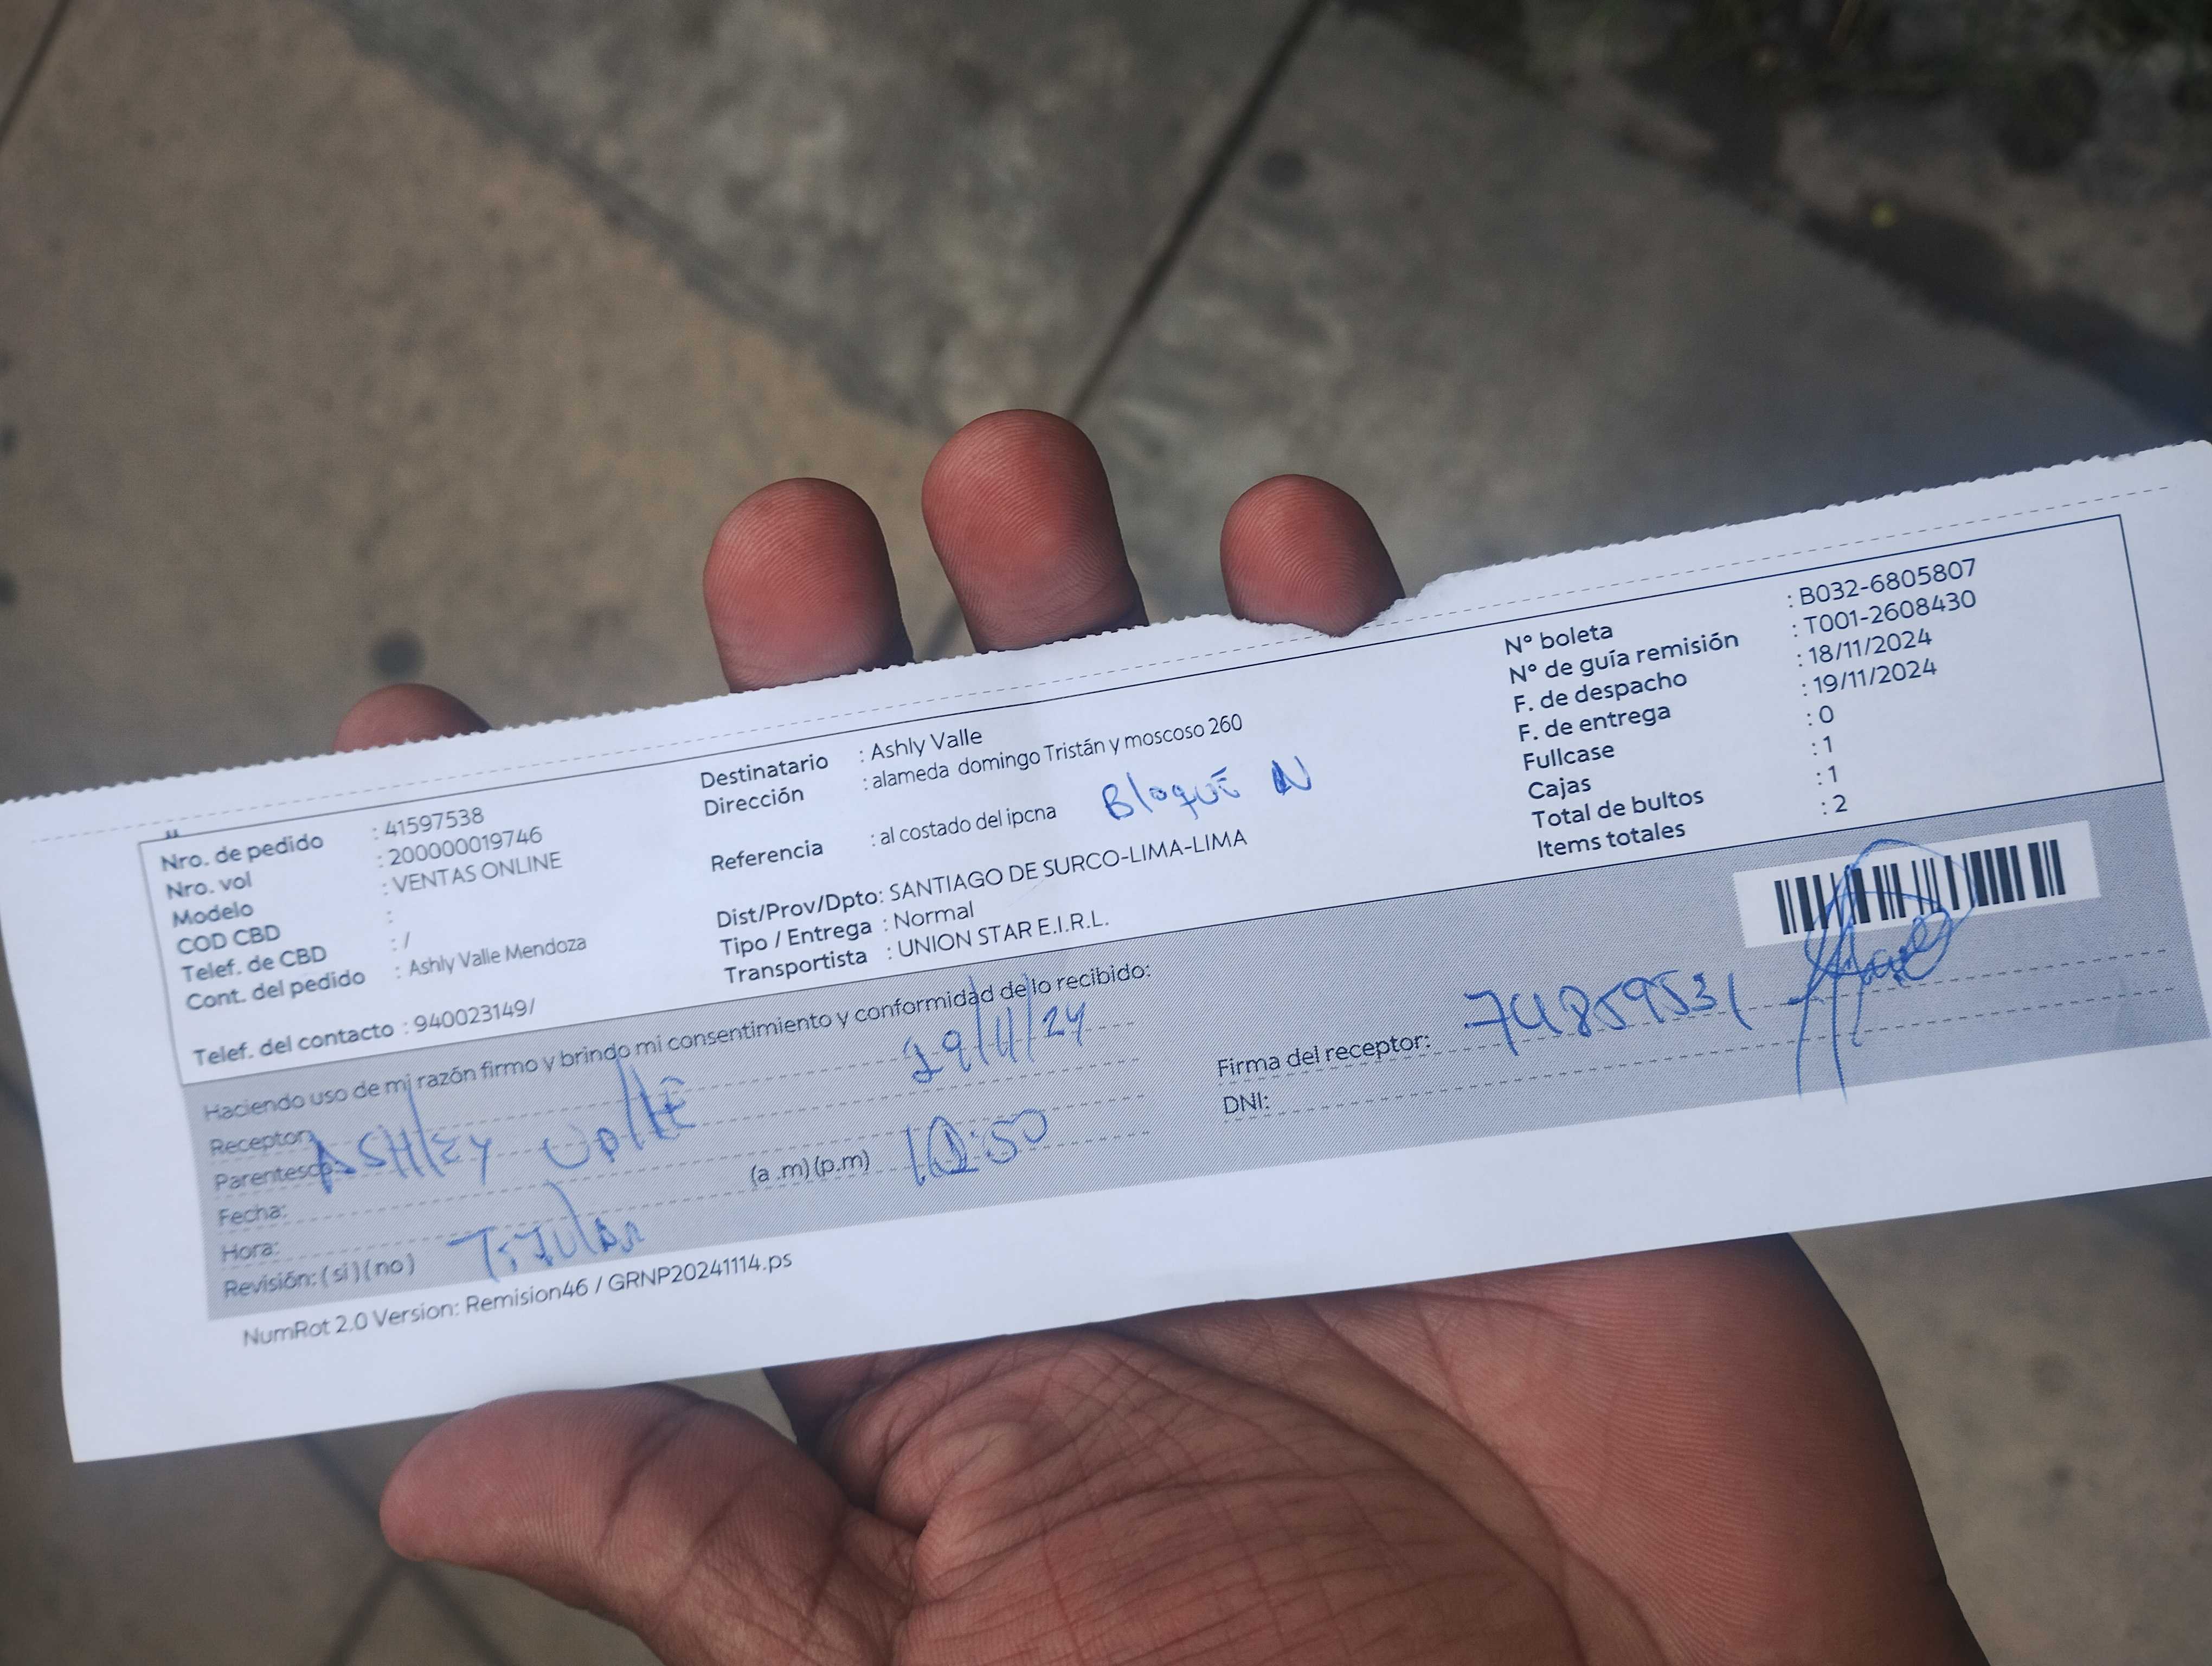 Nro. de pedido : 41597538
Nro. vol : 200000019746
Modelo : VENTAS ONLINE
COD CBD :
Telef. de CBD : /
Cont. del pedido : Ashly Valle Mendoza
Telef. del contacto : 940023149/
Destinatario : Ashly Valle
Dirección : alameda domingo Tristán y moscoso 260
Referencia : al costado del ipcna Bloque N
Dist/Prov/Dpto: SANTIAGO DE SURCO-LIMA-LIMA
Tipo / Entrega : Normal
Transportista : UNION STAR E.I.R.L.
N° boleta : B032-6805807
N° de guía remisión : T001-2608430
F. de despacho : 18/11/2024
F. de entrega : 19/11/2024
Fullcase : 0
Cajas : 1
Total de bultos : 1
Items totales : 2
Haciendo uso de mi razón firmo y brindo mi consentimiento y conformidad de lo recibido:
Receptor:
Parentesco: ASHLEY VALLE
Fecha: 29/11/24
Hora: (a .m)(p.m) 10:50
Revisión: ( si ) ( no ) TiTULAR
Firma del receptor: 74859531
DNI:
NumRot 2.0 Version: Remision46 / GRNP20241114.ps